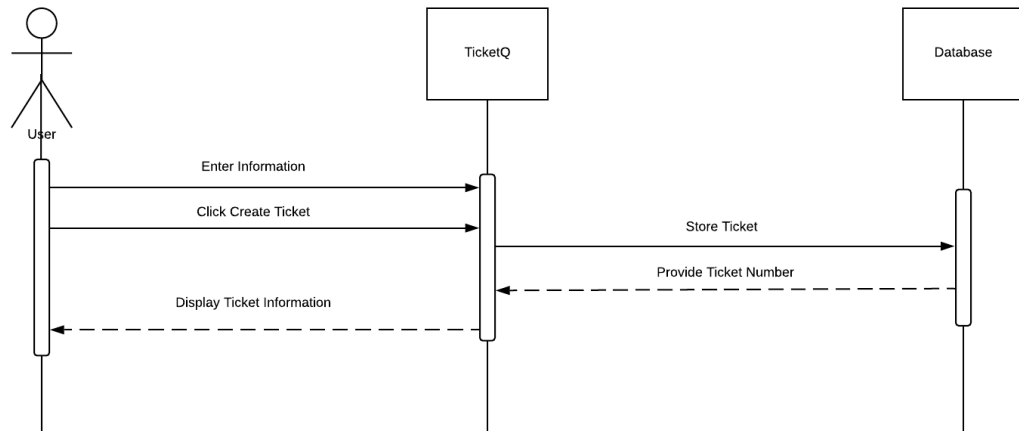 TicketQ
Database
User
Enter Information
Click Create Ticket
Store Ticket
Provide Ticket Number
Display Ticket Information